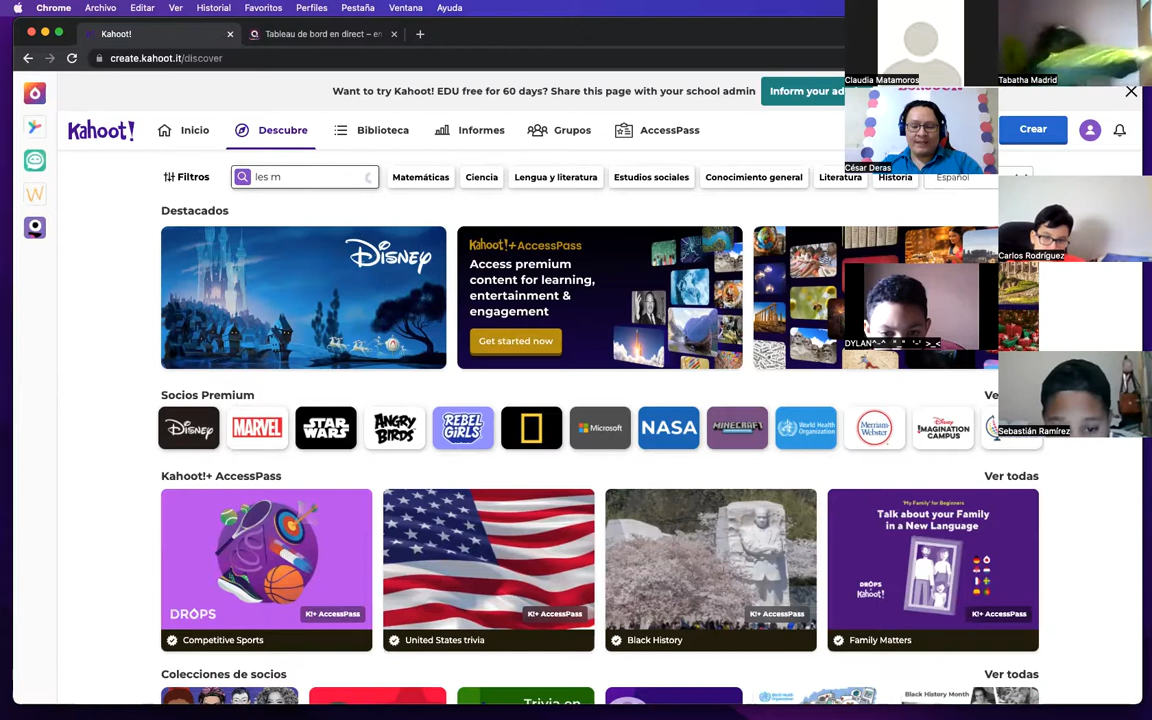 Chrome Archivo Editar Ver Historial Favoritos Perfiles Pestaña Ventana Ayuda
Kahoot!
Tableau de bord en direct – en
create.kahoot.it/discover
Want to try Kahoot! EDU free for 60 days? Share this page with your school admin
Inform your ad
Kahoot!
Inicio
Descubre
Biblioteca
Informes
Grupos
AccessPass
Crear
Filtros
les m
Matemáticas
Ciencia
Lengua y literatura
Estudios sociales
Conocimiento general
Literatura
Historia
Español
Destacados
Disney
Kahoot!+ AccessPass
Access premium
content for learning,
entertainment &
engagement
Get started now
Socios Premium
Ve
Disney
MARVEL
STAR WARS
ANGRY BIRDS
REBEL GIRLS
Microsoft
NASA
MINECRAFT
World Health Organization
Merriam-Webster
Disney IMAGINATION CAMPUS
Kahoot!+ AccessPass
Ver todas
DROPS
K!+ AccessPass
Competitive Sports
K!+ AccessPass
United States trivia
K!+ AccessPass
Black History
'My Family' for Beginners
Talk about your Family
in a New Language
DROPS
Kahoot!
K!+ AccessPass
Family Matters
Colecciones de socios
Ver todas
Trivia on
World Health Organization
Black History Month
Claudia Matamoros
Tabatha Madrid
César Deras
Carlos Rodríguez
Sebastián Ramírez